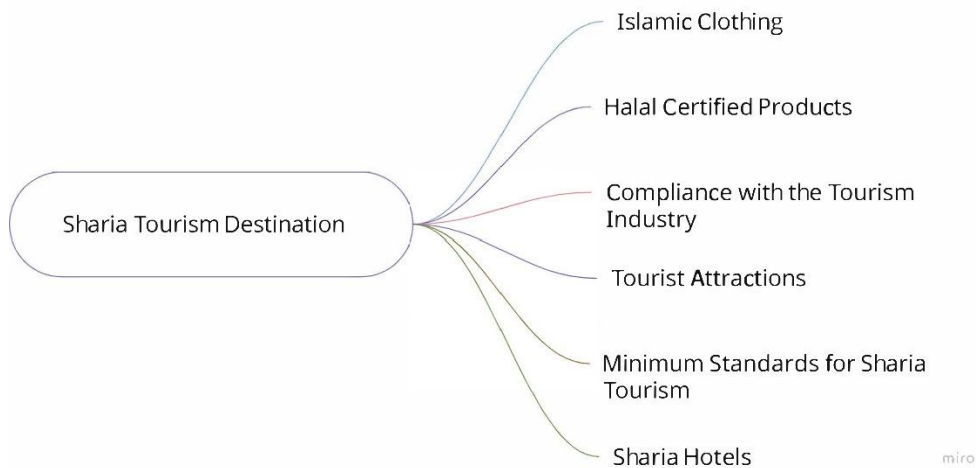 Islamic Clothing
Halal Certified Products
Compliance with the Tourism
Industry
Sharia Tourism Destination
Tourist Attractions
Minimum Standards for Sharia
Tourism
Sharia Hotels
miro